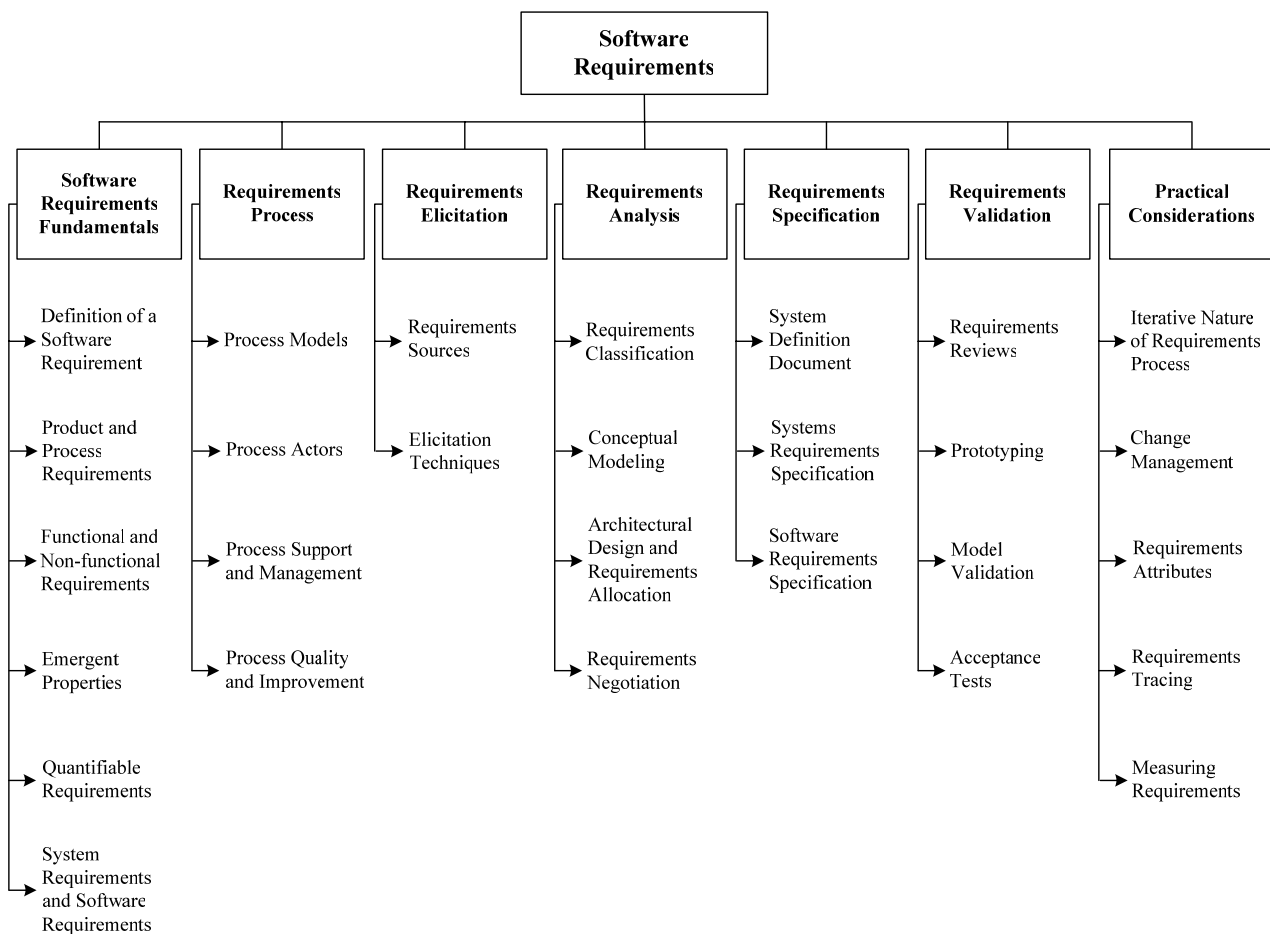 Software
Requirements
Software
Requirements
Fundamentals
Requirements
Process
Requirements
Elicitation
Requirements
Analysis
Requirements
Specification
Requirements
Validation
Practical
Considerations
Definition of a
Software
Requirement
Product and
Process
Requirements
Functional and
Non-functional
Requirements
Emergent
Properties
Quantifiable
Requirements
System
Requirements
and Software
Requirements
Process Models
Process Actors
Process Support
and Management
Process Quality
and Improvement
Requirements
Sources
Elicitation
Techniques
Requirements
Classification
Conceptual
Modeling
Architectural
Design and
Requirements
Allocation
Requirements
Negotiation
System
Definition
Document
Systems
Requirements
Specification
Software
Requirements
Specification
Requirements
Reviews
Prototyping
Model
Validation
Acceptance
Tests
Iterative Nature
of Requirements
Process
Change
Management
Requirements
Attributes
Requirements
Tracing
Measuring
Requirements